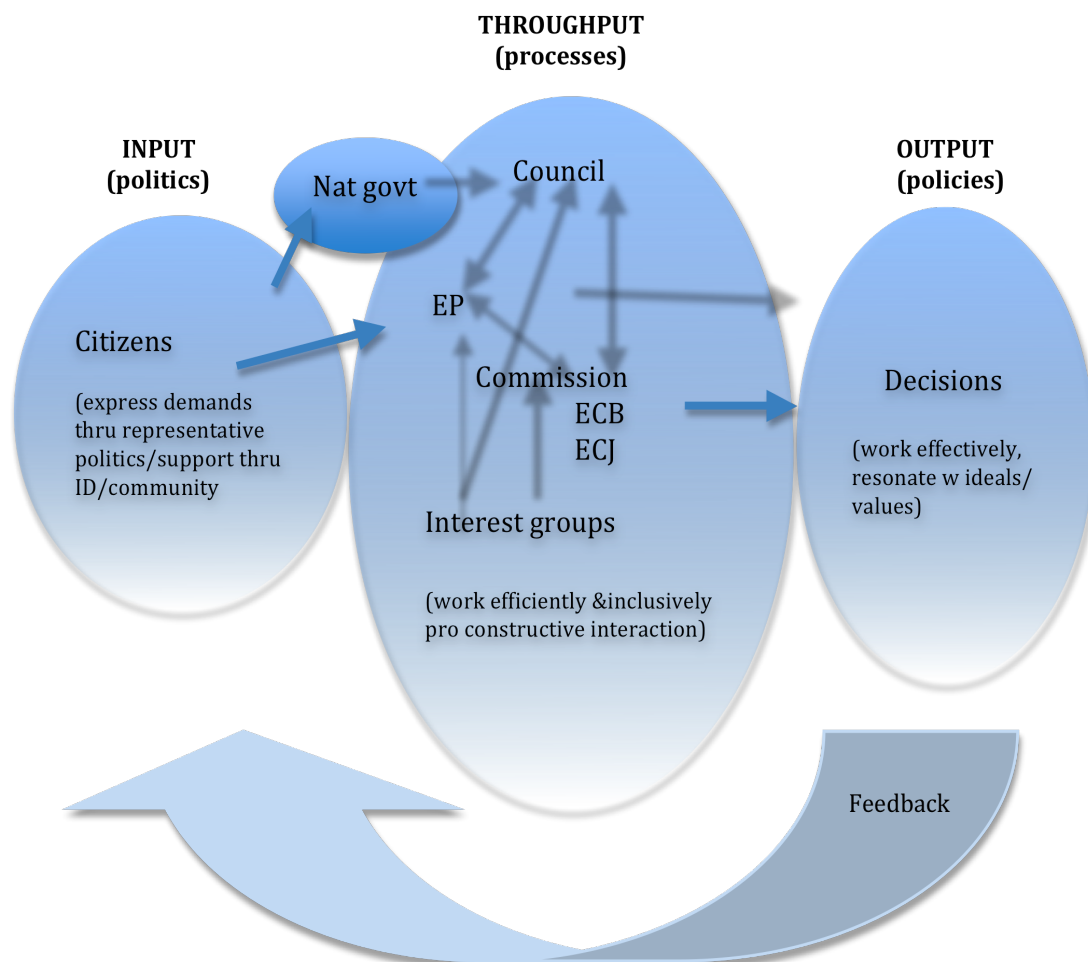 THROUGHPUT
(processes)
INPUT
(politics)
Nat govt
Citizens
(express demands
thru representative
politics/support thru
ID/community
Council
EP
Commission
ECB
ECJ
Interest groups
(work efficiently &inclusively
pro constructive interaction)
OUTPUT
(policies)
Decisions
(work effectively,
resonate w ideals/
values)
Feedback